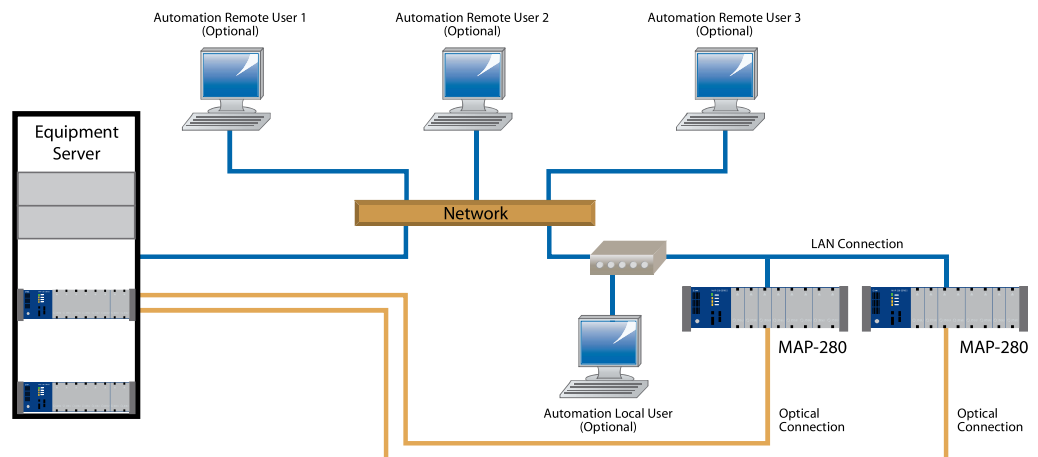 Automation Remote User 1
(Optional)
Automation Remote User 2
(Optional)
Automation Remote User 3
(Optional)
Equipment
Server
Network
LAN Connection
MAP-280
MAP-280
Automation Local User
(Optional)
Optical
Connection
Optical
Connection